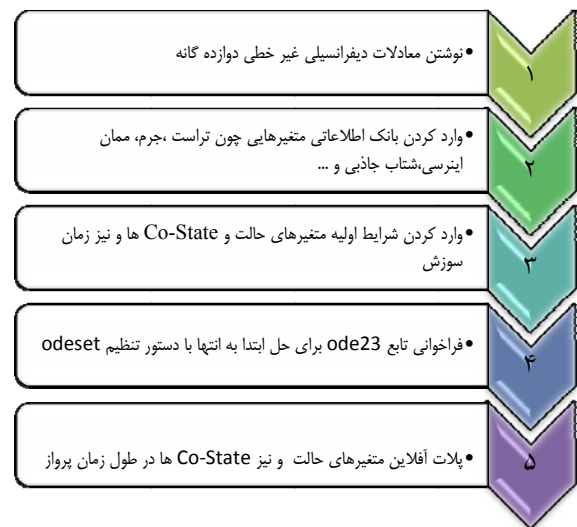 ۱
•نوشتن معادلات دیفرانسیلی غیر خطی دوازده گانه
۲
•وارد کردن بانک اطلاعاتی متغیرهایی چون تراست ،جرم، ممان
اینرسی،شتاب جاذبی و ...
۳
•وارد کردن شرایط اولیه متغیرهای حالت و Co-State ها و نیز زمان
سوزش
۴
•فراخوانی تابع ode23 برای حل ابتدا به انتها با دستور تنظیم odeset
۵
•پلات آفلاین متغیرهای حالت و نیز Co-State ها در طول زمان پرواز